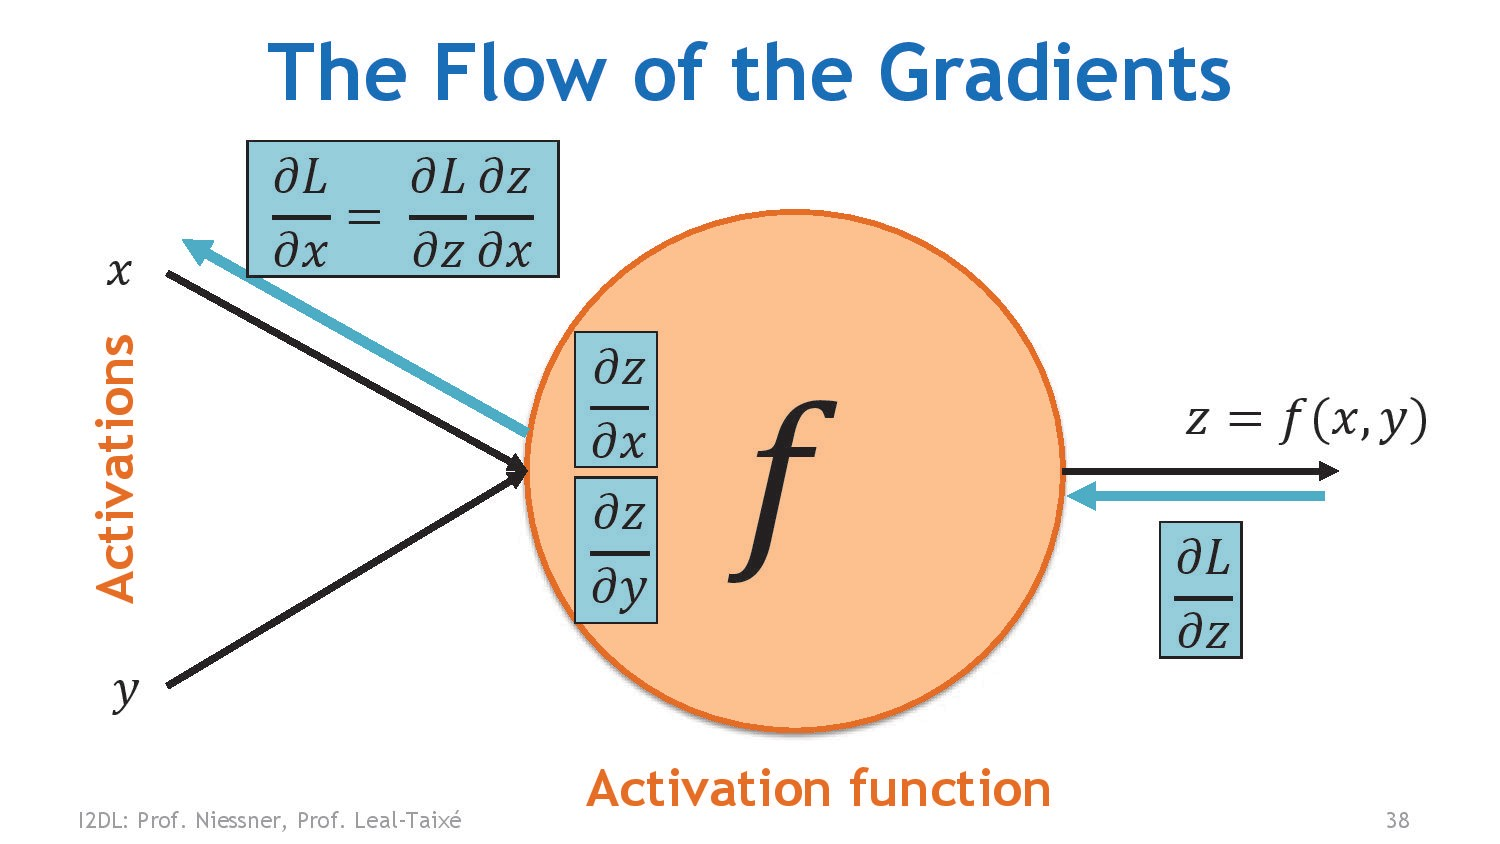 The Flow of the Gradients
∂L/∂x = ∂L/∂z ∂z/∂x
x
Activations
y
∂z/∂x
∂z/∂y
f
z = f(x, y)
∂L/∂z
Activation function
I2DL: Prof. Niessner, Prof. Leal-Taixé
38